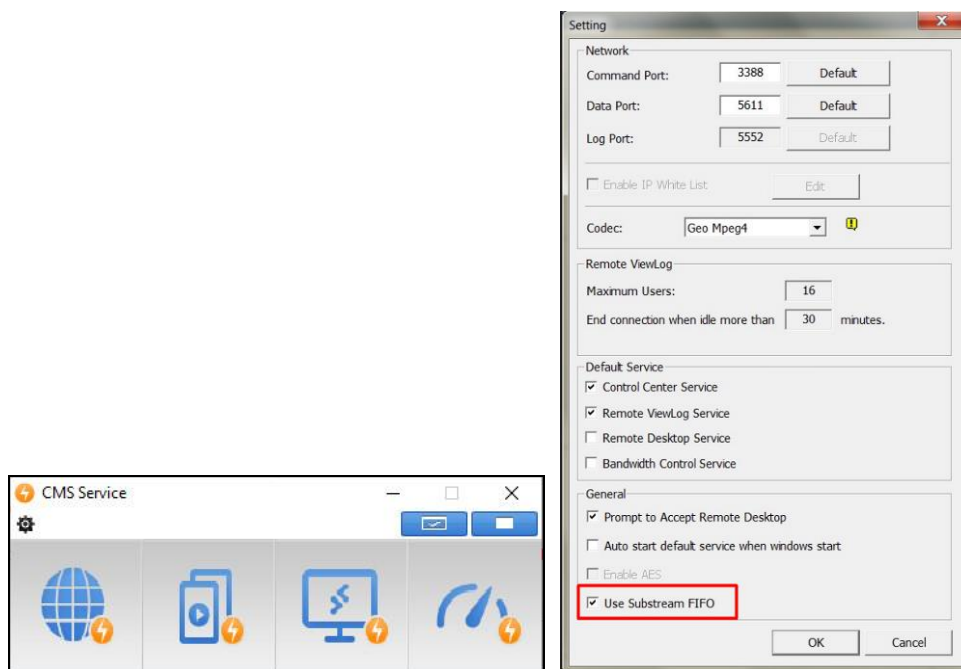 CMS Service
Setting
Network
Command Port: 3388 Default
Data Port: 5611 Default
Log Port: 5552 Default
Enable IP White List Edit
Codec: Geo Mpeg4
Remote ViewLog
Maximum Users: 16
End connection when idle more than 30 minutes.
Default Service
Control Center Service
Remote ViewLog Service
Remote Desktop Service
Bandwidth Control Service
General
Prompt to Accept Remote Desktop
Auto start default service when windows start
Enable AES
Use Substream FIFO
OK Cancel